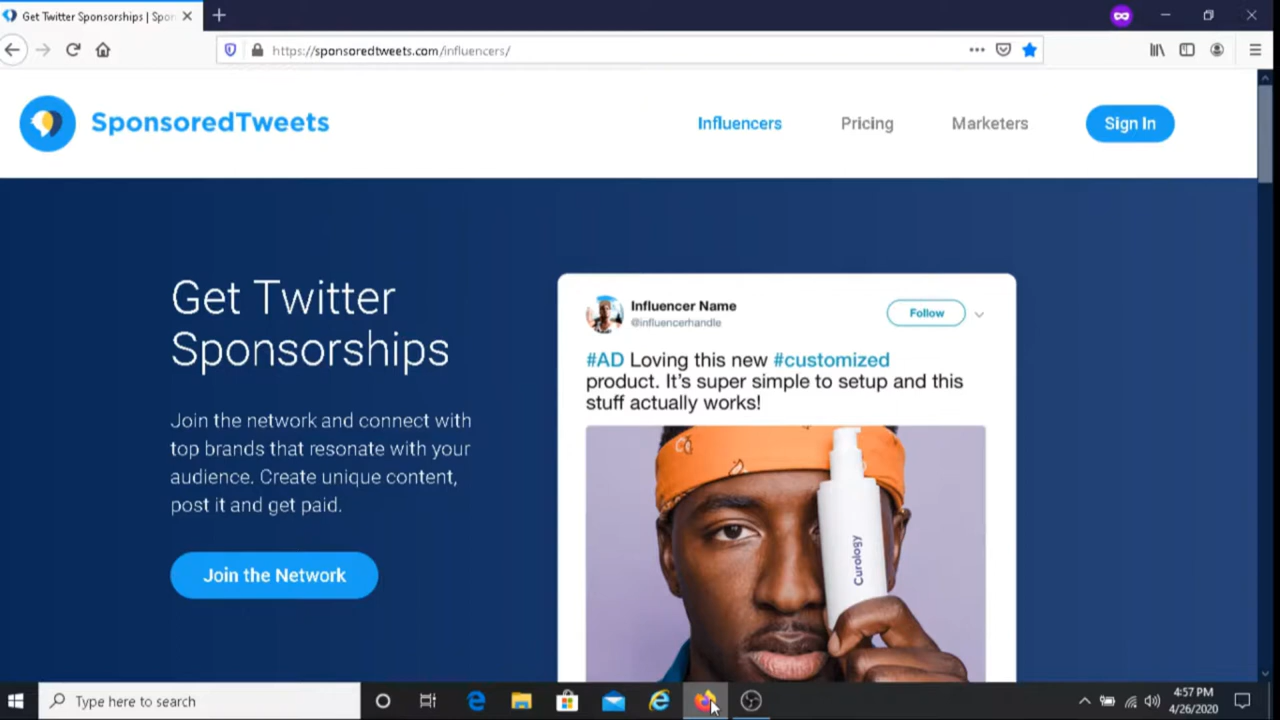 Get Twitter Sponsorships | Spon
https://sponsoredtweets.com/influencers/
SponsoredTweets
Influencers
Pricing
Marketers
Sign In
Get Twitter
Sponsorships
Join the network and connect with
top brands that resonate with your
audience. Create unique content,
post it and get paid.
Join the Network
Influencer Name
@influencerhandle
Follow
#AD Loving this new #customized
product. It's super simple to setup and this
stuff actually works!
Curology
Type here to search
4:57 PM
4/26/2020